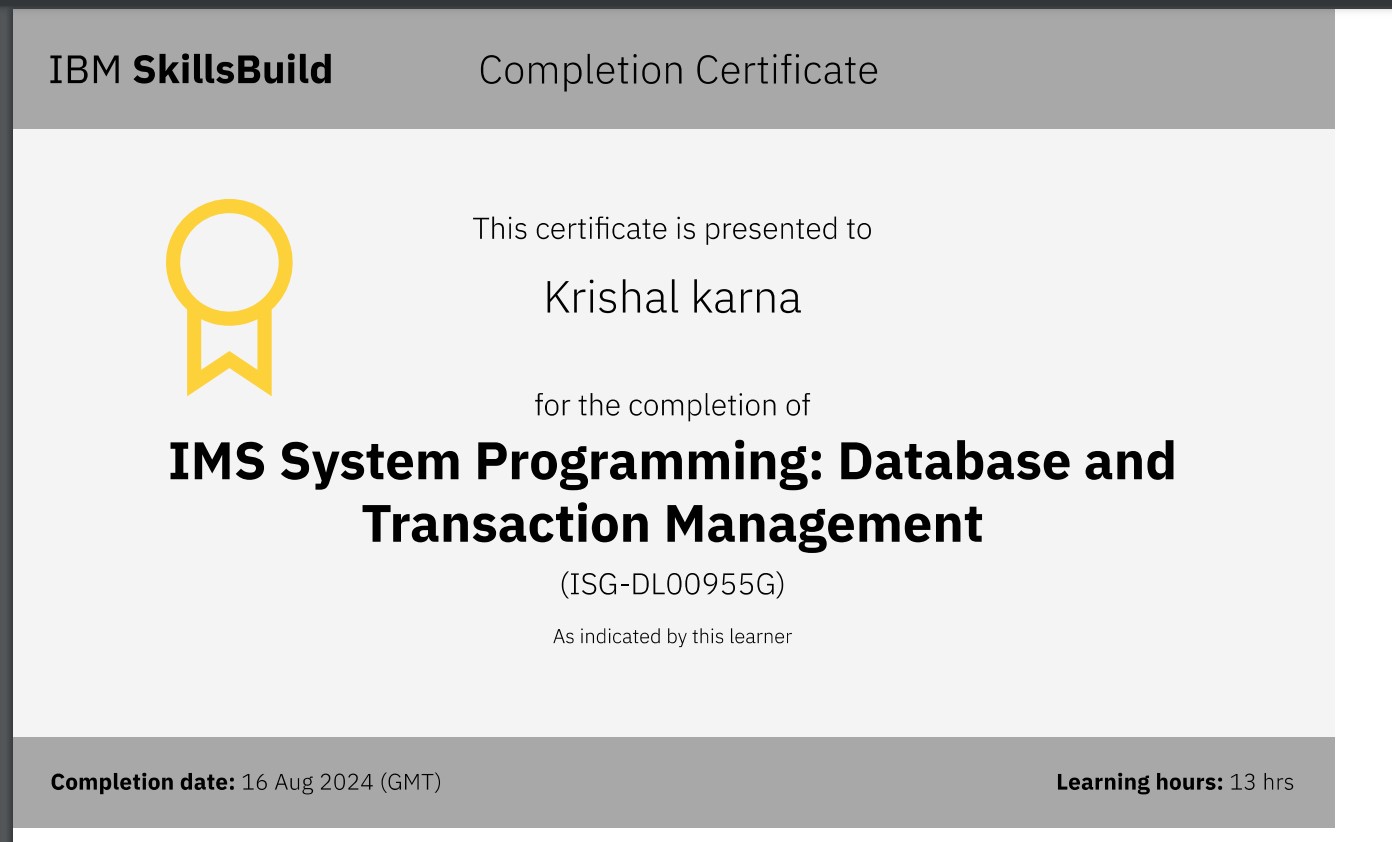 IBM SkillsBuild
Completion Certificate
This certificate is presented to
Krishal karna
for the completion of
IMS System Programming: Database and
Transaction Management
(ISG-DL00955G)
As indicated by this learner
Completion date: 16 Aug 2024 (GMT)
Learning hours: 13 hrs